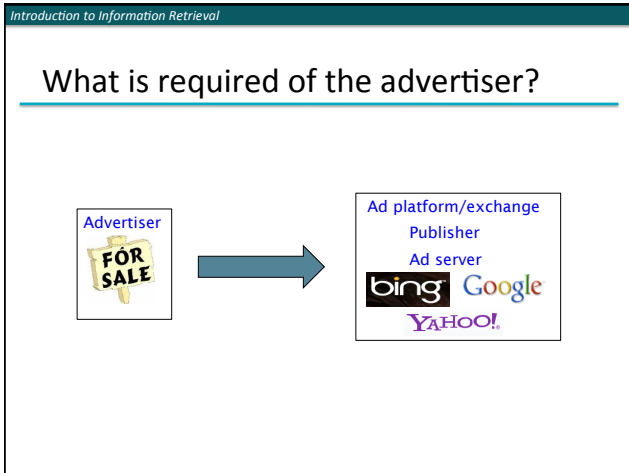 Introduction to Information Retrieval
What is required of the advertiser?
Advertiser
FÓR
SALE
Ad platform/exchange
Publisher
Ad server
bing Google
YAHOO!